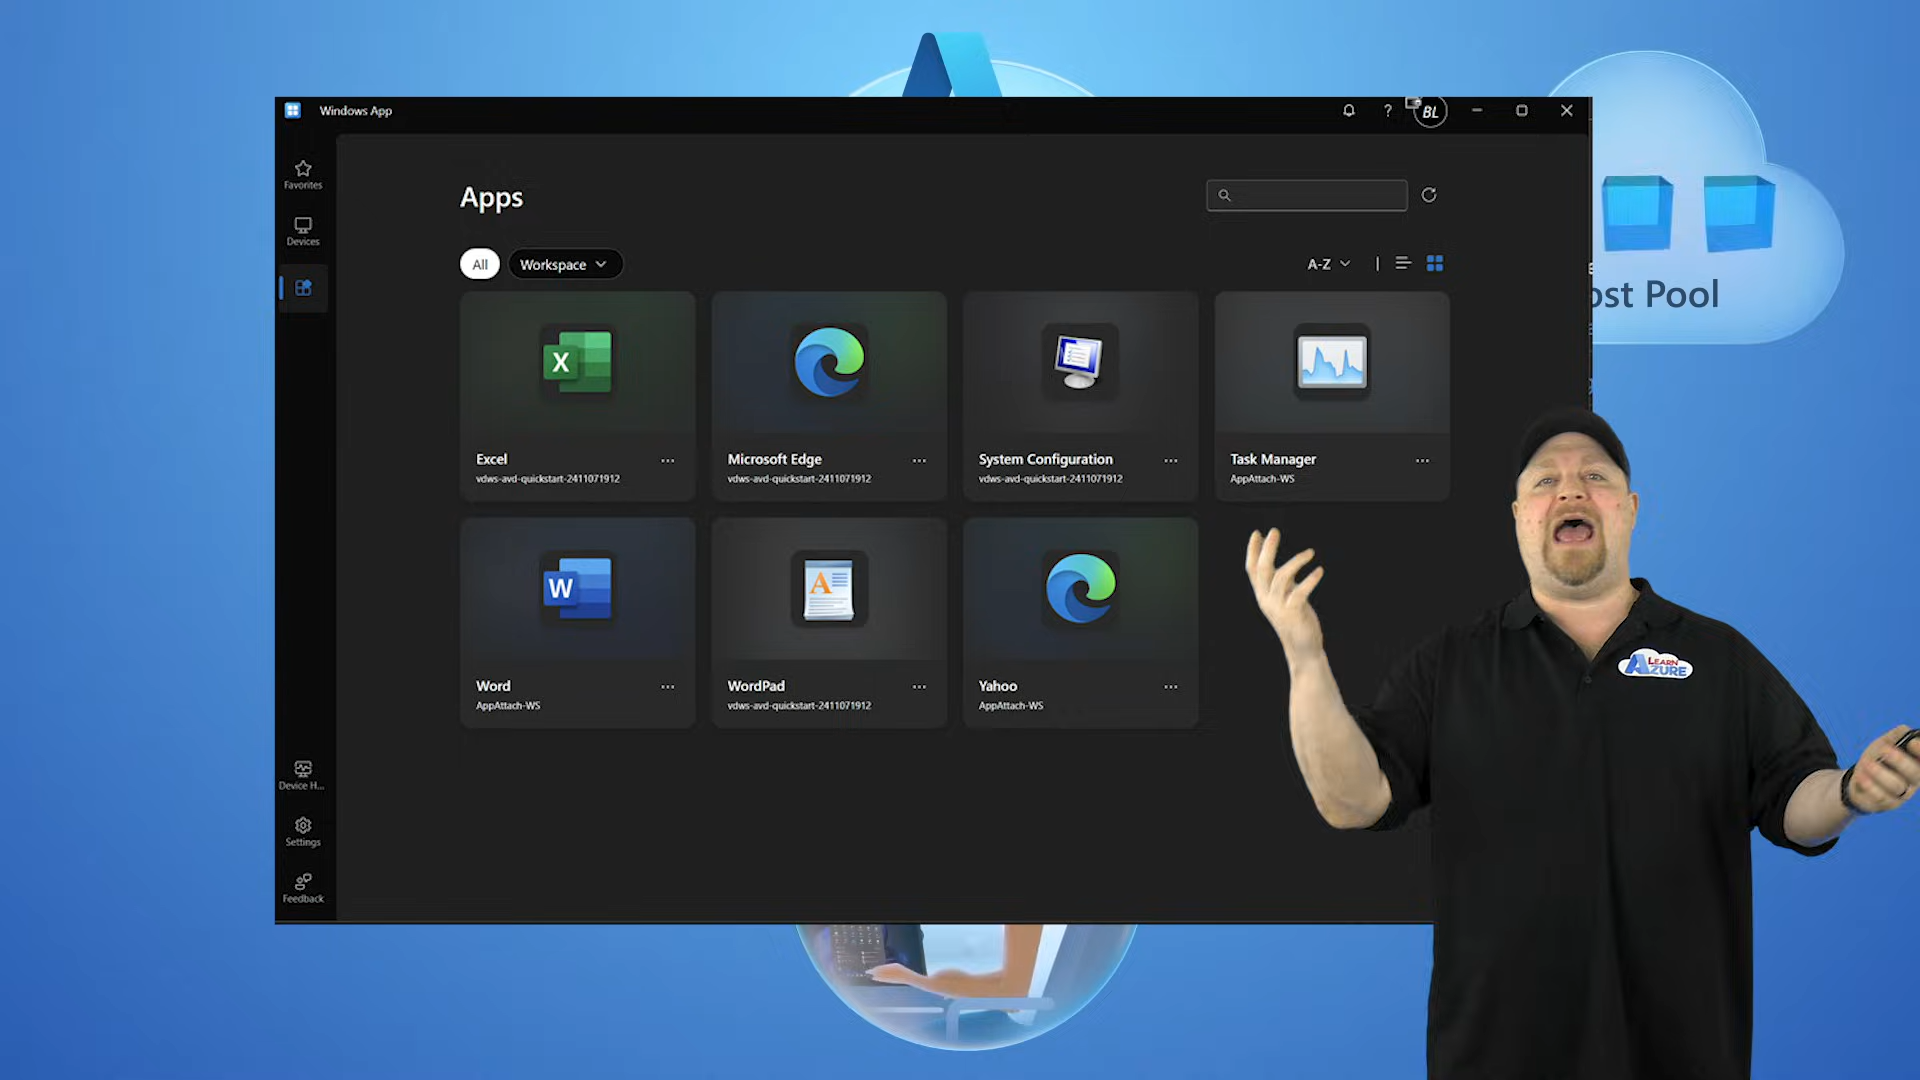 Windows App
?
BL
Favorites
Devices
Apps
All
Workspace
A-Z
Excel
vdws-avd-quickstart-2411071912
Microsoft Edge
vdws-avd-quickstart-2411071912
System Configuration
vdws-avd-quickstart-2411071912
Task Manager
AppAttach-WS
Word
AppAttach-WS
WordPad
vdws-avd-quickstart-2411071912
Yahoo
AppAttach-WS
Device H...
Settings
Feedback
ost Pool
LEARN
AZURE